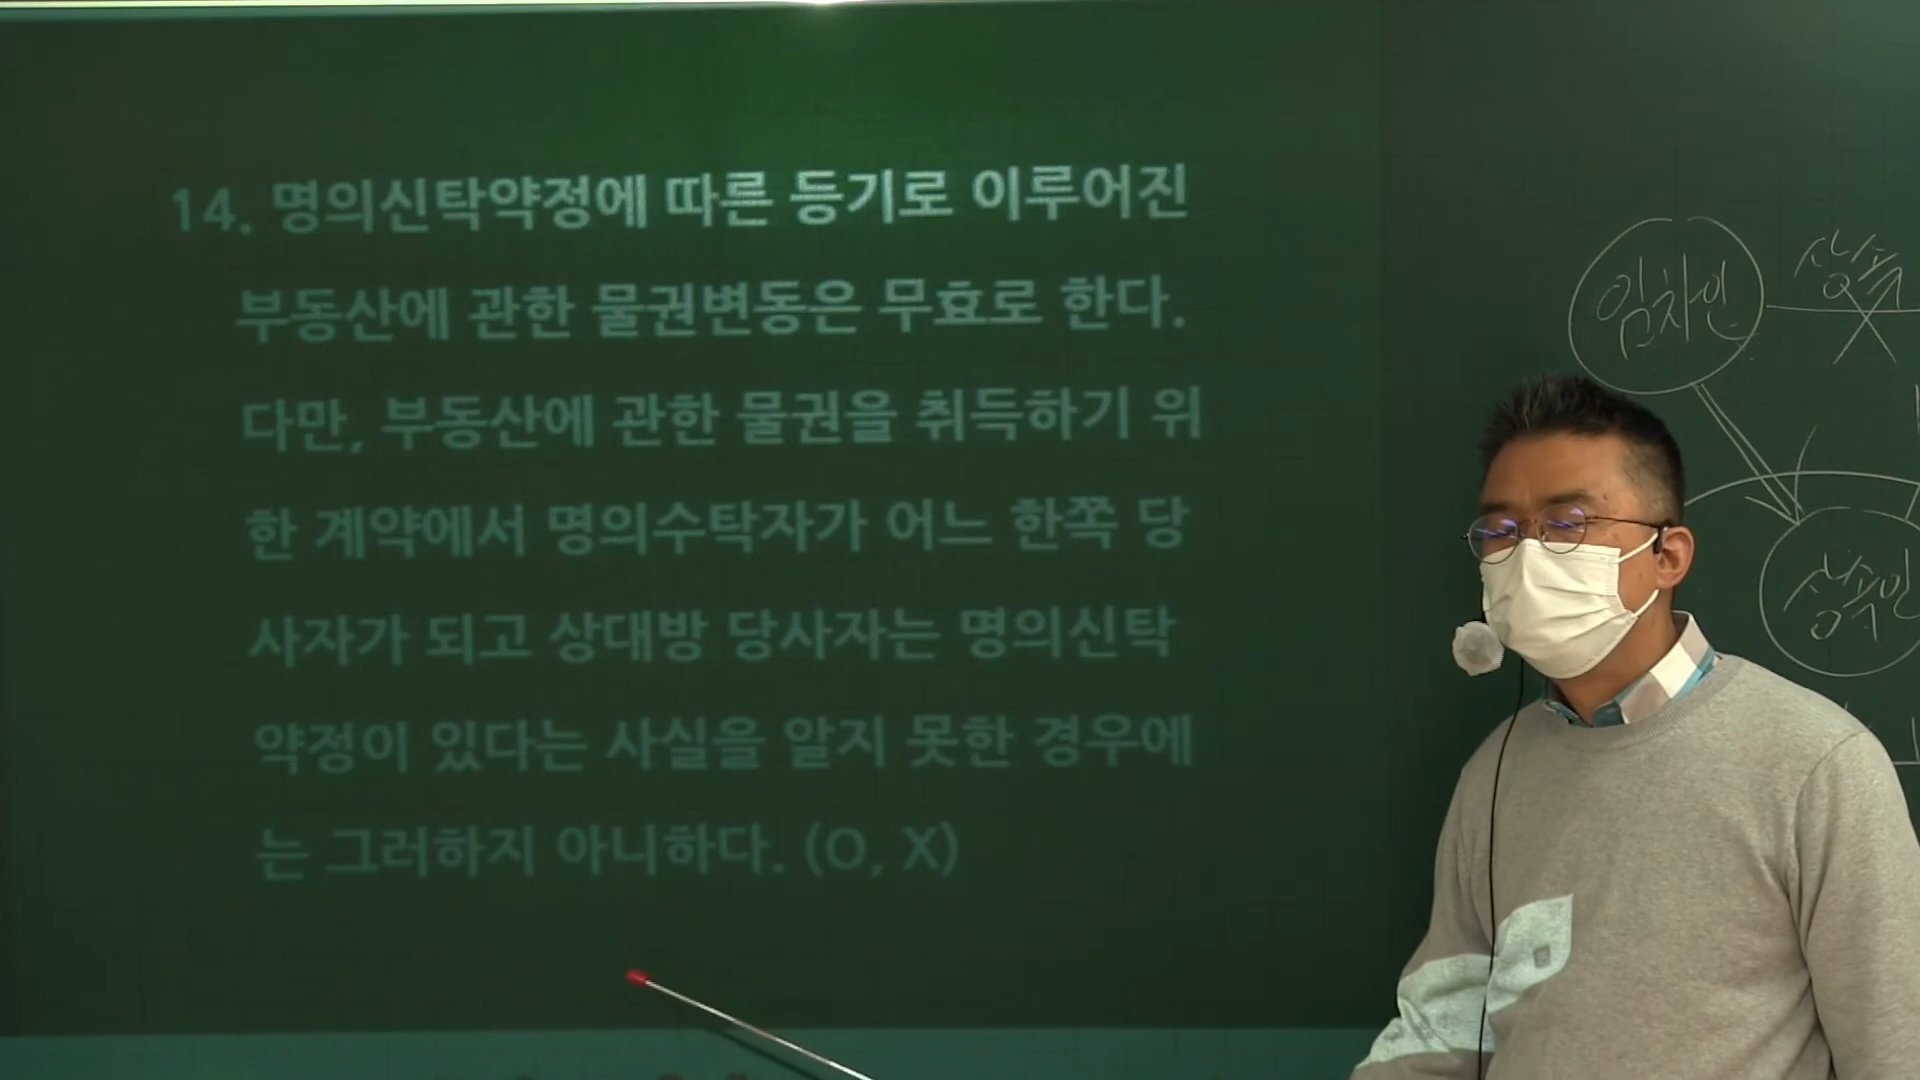 14. 명의신탁약정에 따른 등기로 이루어진
부동산에 관한 물권변동은 무효로 한다.
다만, 부동산에 관한 물권을 취득하기 위
한 계약에서 명의수탁자가 어느 한쪽 당
사자가 되고 상대방 당사자는 명의신탁
약정이 있다는 사실을 알지 못한 경우에
는 그러하지 아니하다. (O, X)
임차인
상속
상속인